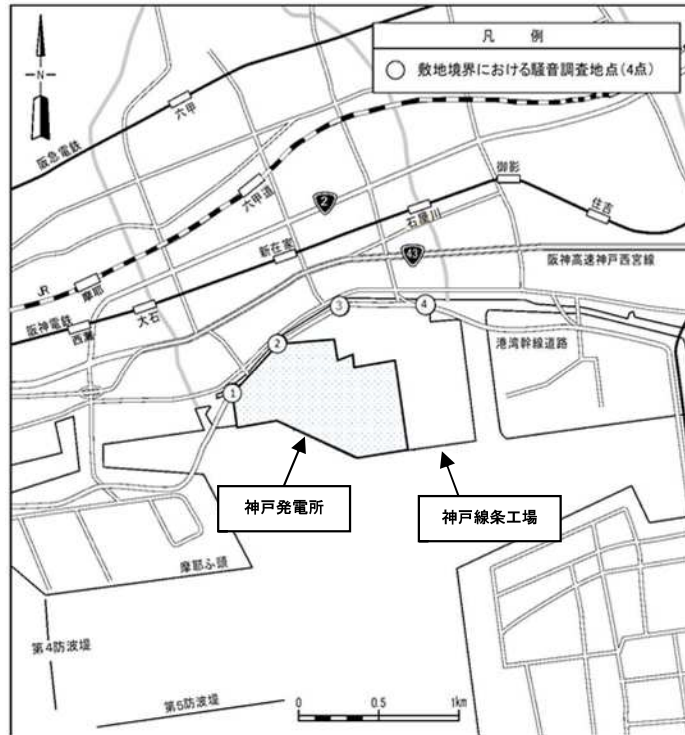 凡 例
○ 敷地境界における騒音調査地点(4点)
N
六甲
阪急電鉄
御影
2
六甲道
住吉
石屋川
新在家
43
阪神高速神戸西宮線
JR
摩耶
大石
阪神電鉄
西灘
3
4
2
港湾幹線道路
1
神戸発電所
神戸線条工場
摩耶ふ頭
第4防波堤
第5防波堤
0 0.5 1km